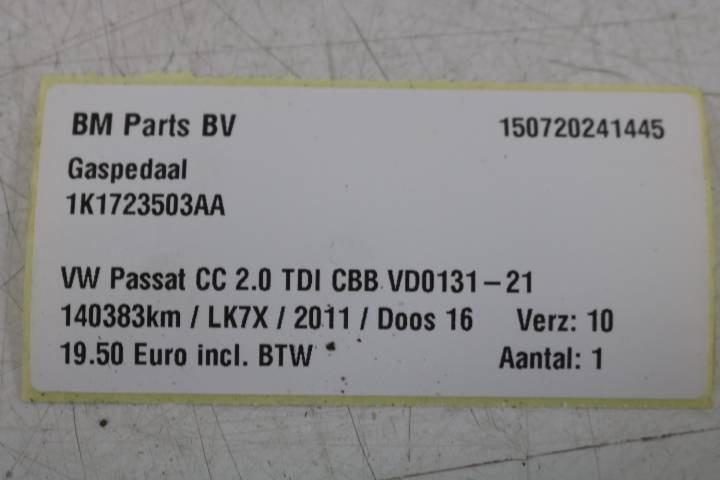 BM Parts BV 150720241445
Gaspedaal
1K1723503AA
VW Passat CC 2.0 TDI CBB VD0131-21
140383km / LK7X / 2011 / Doos 16 Verz: 10
19.50 Euro incl. BTW Aantal: 1